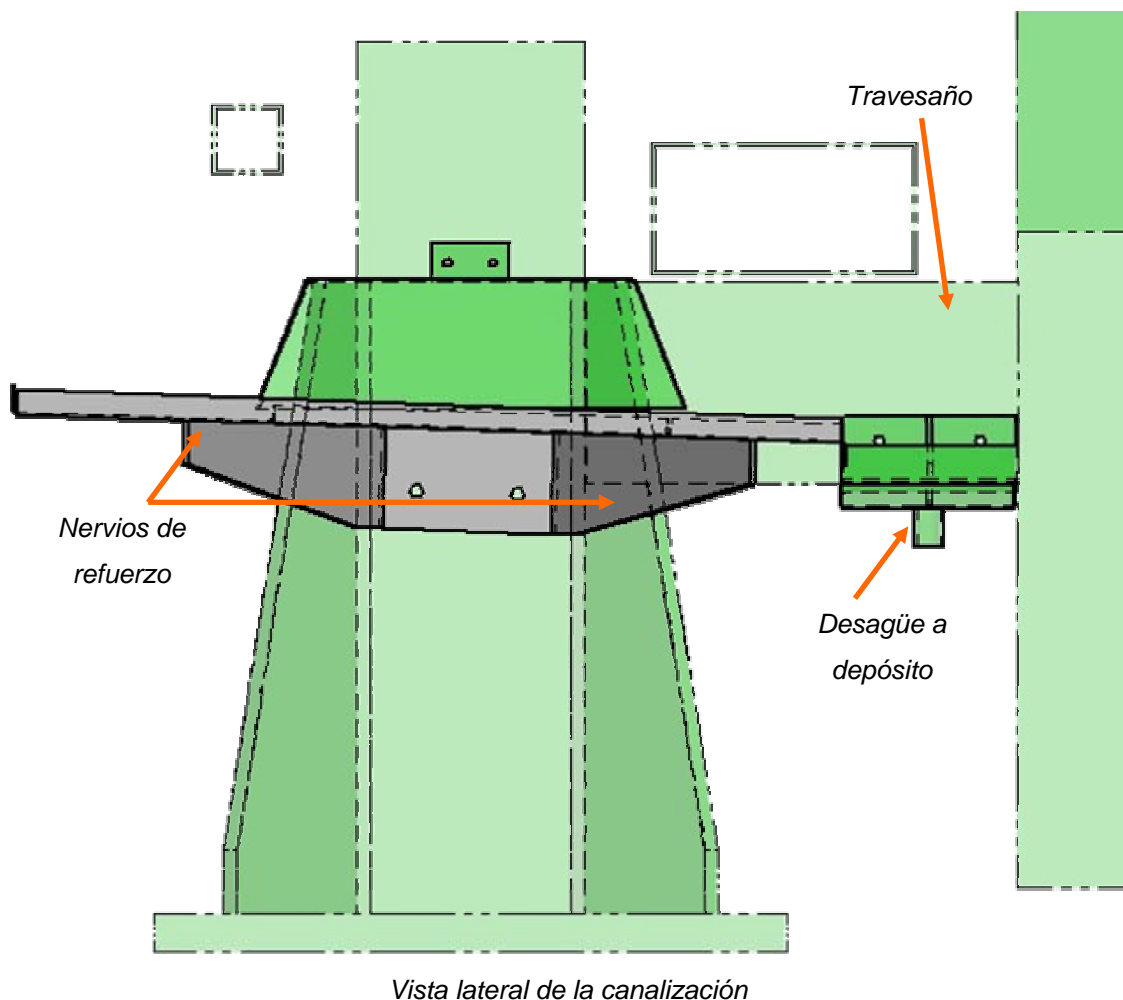 Travesaño
Nervios de
refuerzo
Desagüe a
depósito
Vista lateral de la canalización